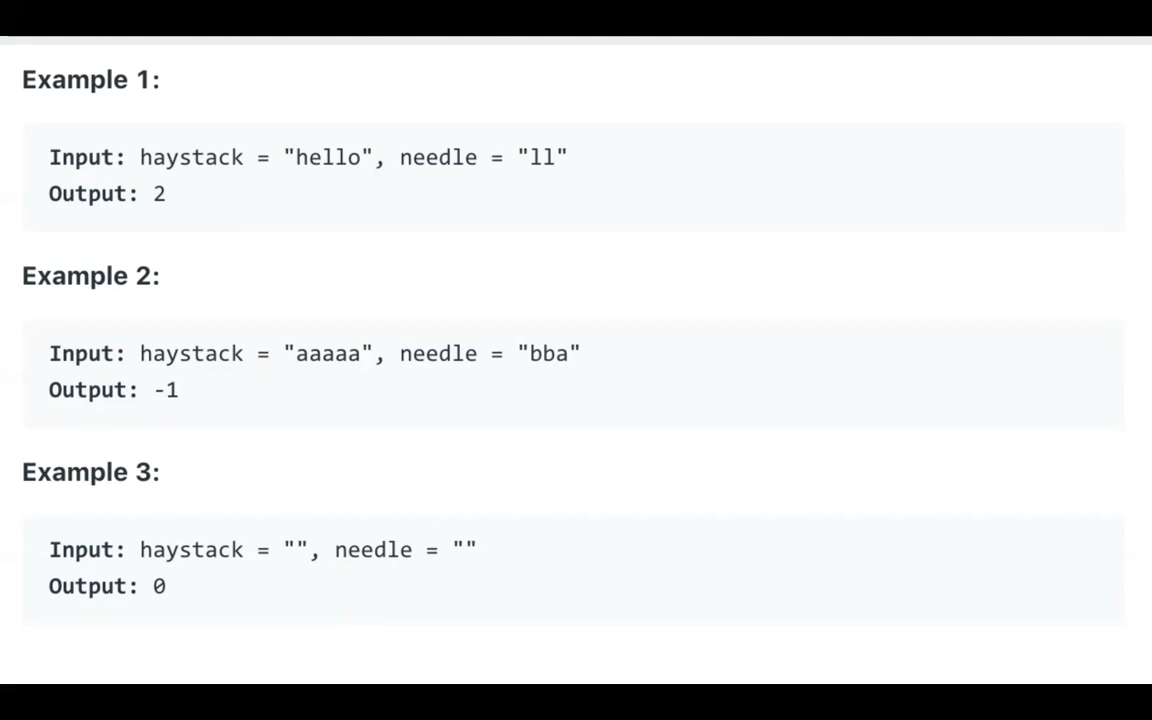 Example 1:
Input: haystack = "hello", needle = "ll"
Output: 2
Example 2:
Input: haystack = "aaaaa", needle = "bba"
Output: -1
Example 3:
Input: haystack = "", needle = ""
Output: 0